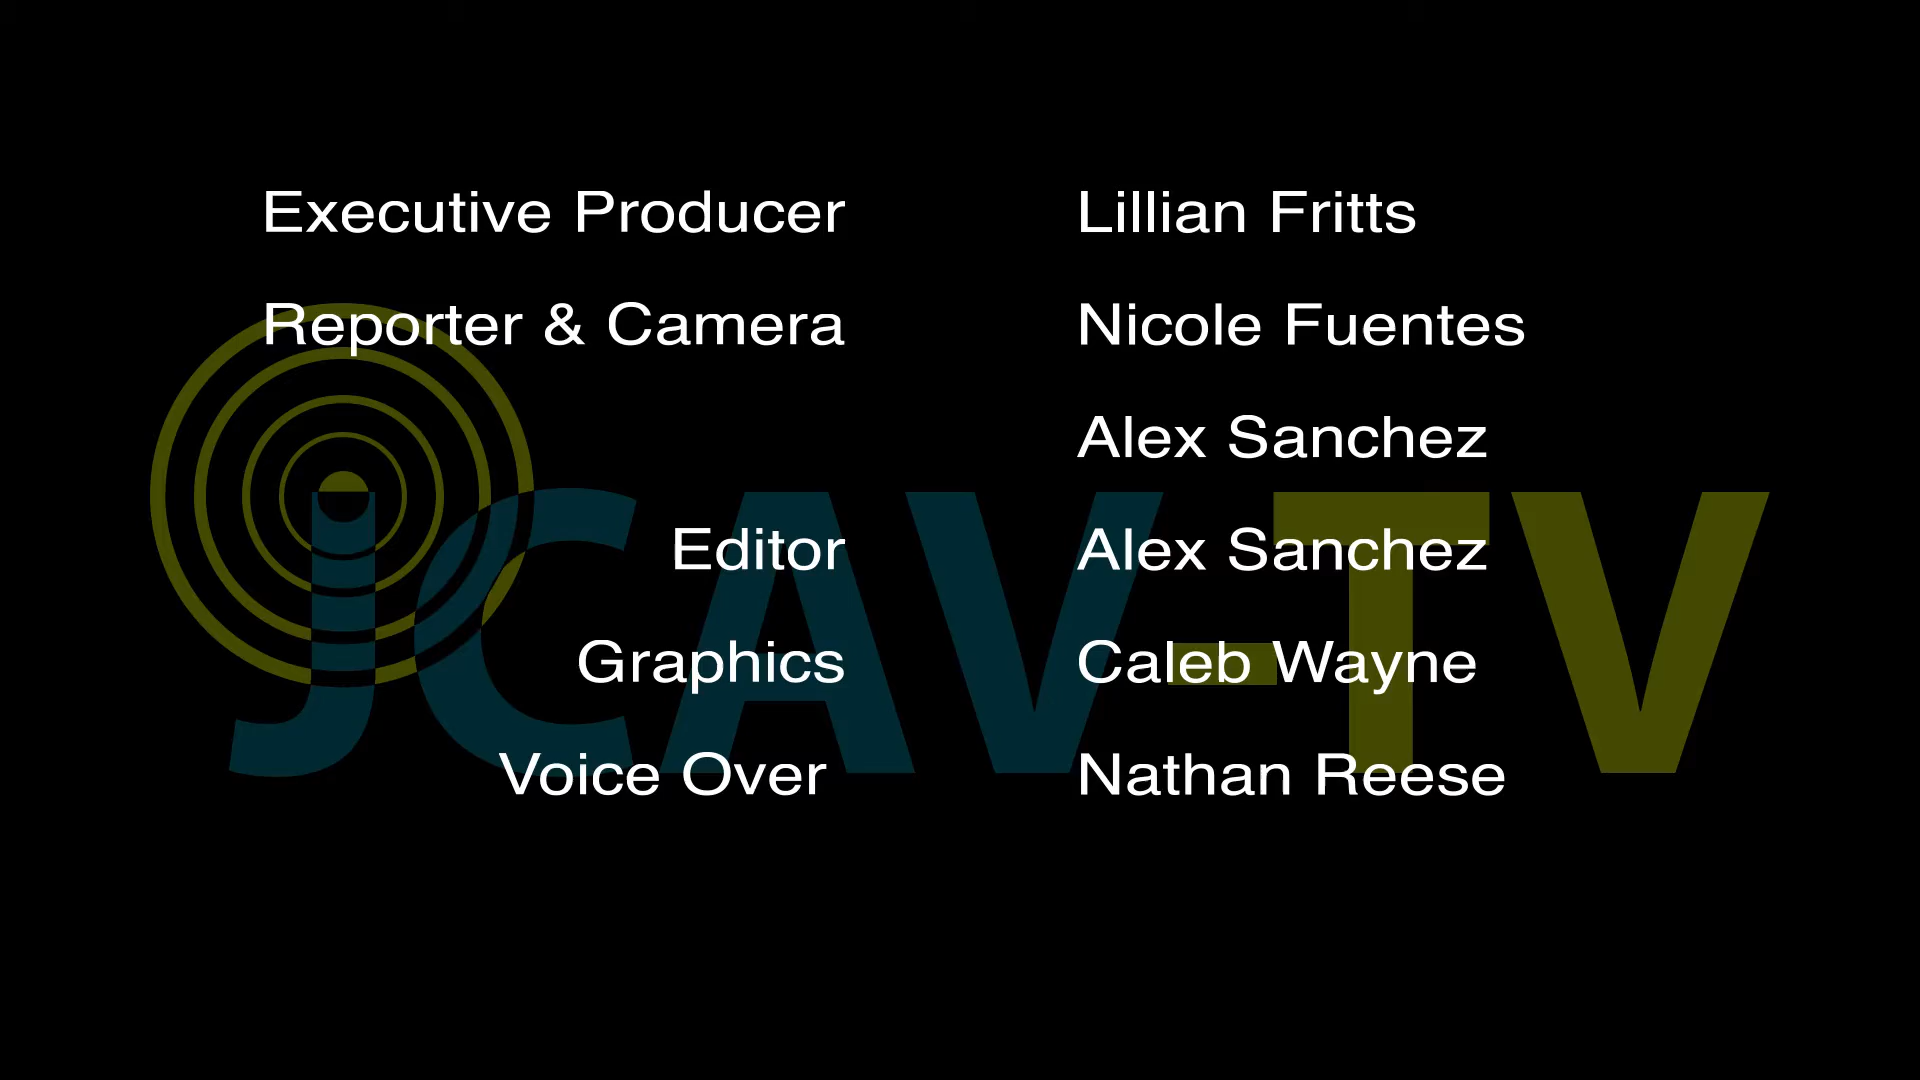 Executive Producer Lillian Fritts
Reporter & Camera Nicole Fuentes
Alex Sanchez
Editor Alex Sanchez
Graphics Caleb Wayne
Voice Over Nathan Reese
JCAV-TV